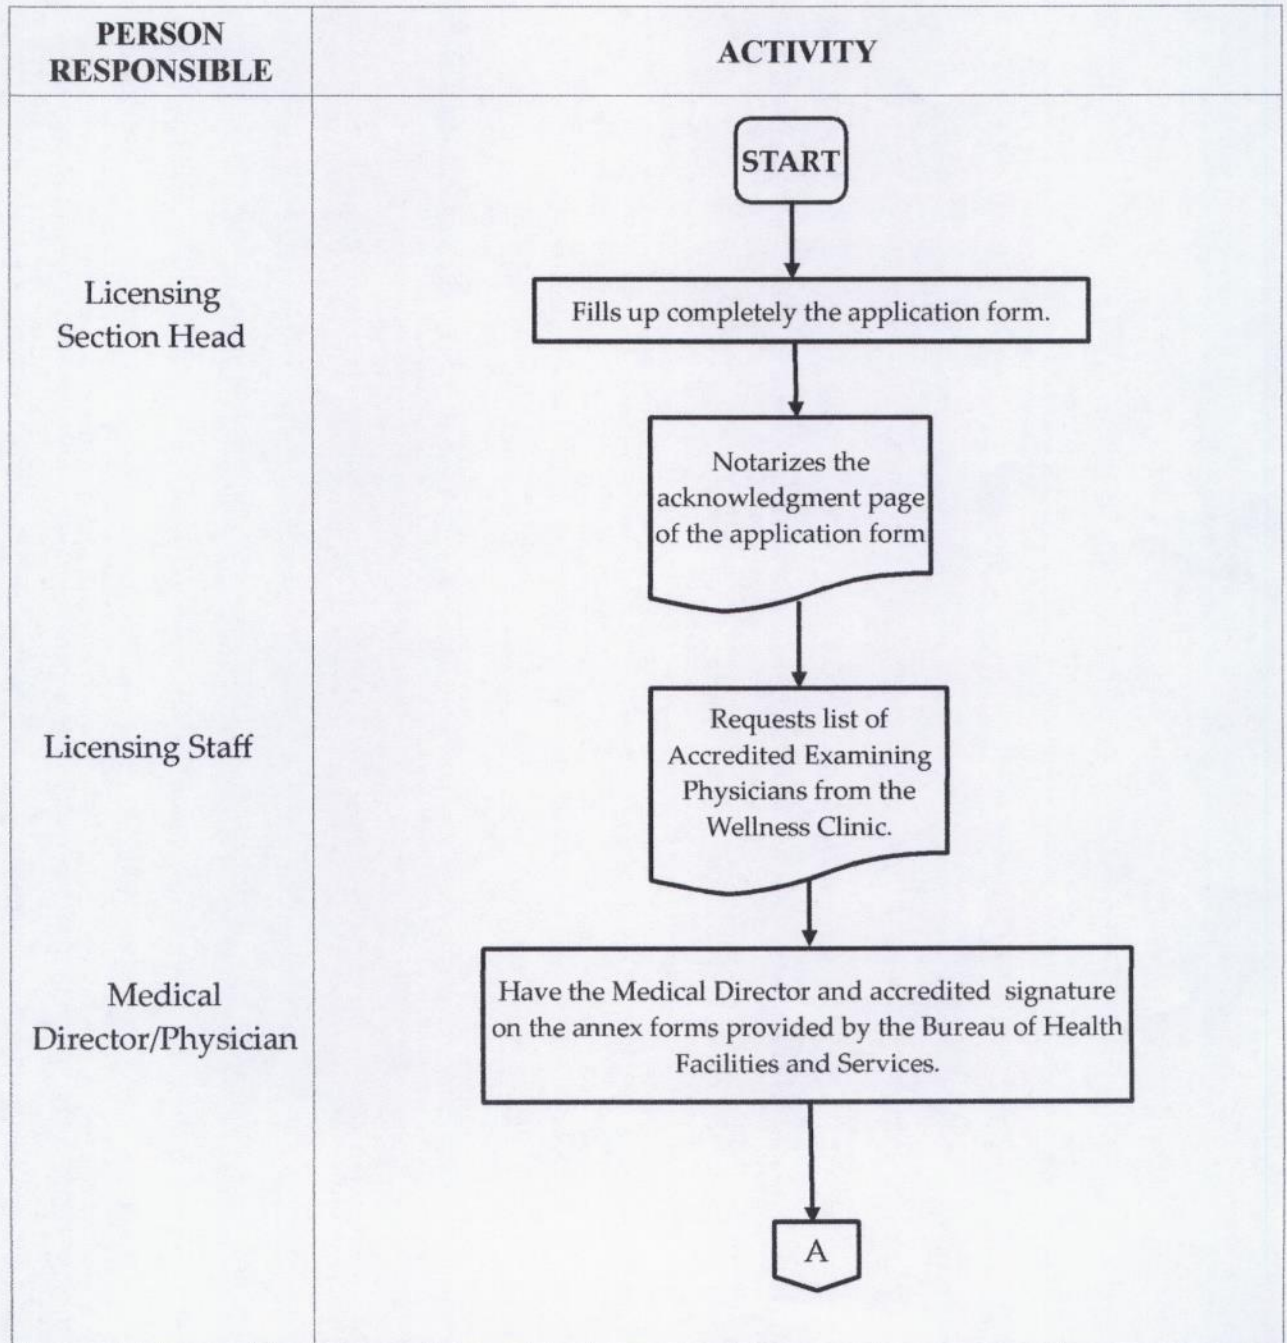 PERSON
RESPONSIBLE
ACTIVITY
START
Licensing
Section Head
Fills up completely the application form.
Notarizes the
acknowledgment page
of the application form
Licensing Staff
Requests list of
Accredited Examining
Physicians from the
Wellness Clinic.
Medical
Director/Physician
Have the Medical Director and accredited signature
on the annex forms provided by the Bureau of Health
Facilities and Services.
A